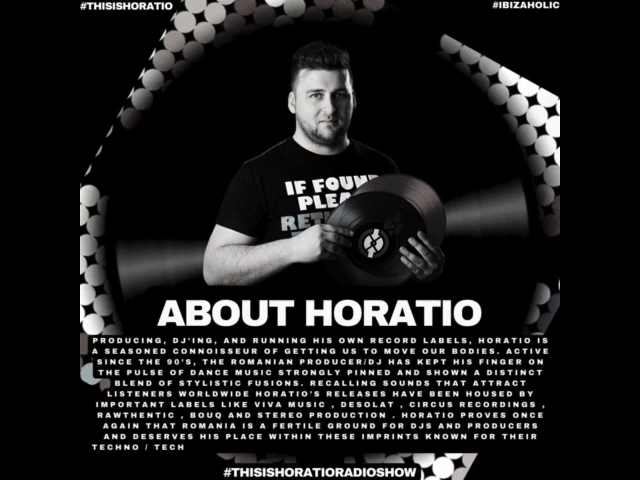 #THISISHORATIO
#IBIZAHOLIC
IF FOUND
PLEA
RET
ABOUT HORATIO
PRODUCING, DJ'ING, AND RUNNING HIS OWN RECORD LABELS, HORATIO IS
A SEASONED CONNOISSEUR OF GETTING US TO MOVE OUR BODIES. ACTIVE
SINCE THE 90'S, THE ROMANIAN PRODUCER/DJ HAS KEPT HIS FINGER ON
THE PULSE OF DANCE MUSIC STRONGLY PINNED AND SHOWN A DISTINCT
BLEND OF STYLISTIC FUSIONS. RECALLING SOUNDS THAT ATTRACT
LISTENERS WORLDWIDE HORATIO'S RELEASES HAVE BEEN HOUSED BY
IMPORTANT LABELS LIKE VIVA MUSIC , DESOLAT , CIRCUS RECORDINGS ,
RAWTHENTIC , BOUQ AND STEREO PRODUCTION . HORATIO PROVES ONCE
AGAIN THAT ROMANIA IS A FERTILE GROUND FOR DJS AND PRODUCERS
AND DESERVES HIS PLACE WITHIN THESE IMPRINTS KNOWN FOR THEIR
TECHNO / TECH
#THISISHORATIORADIOSHOW